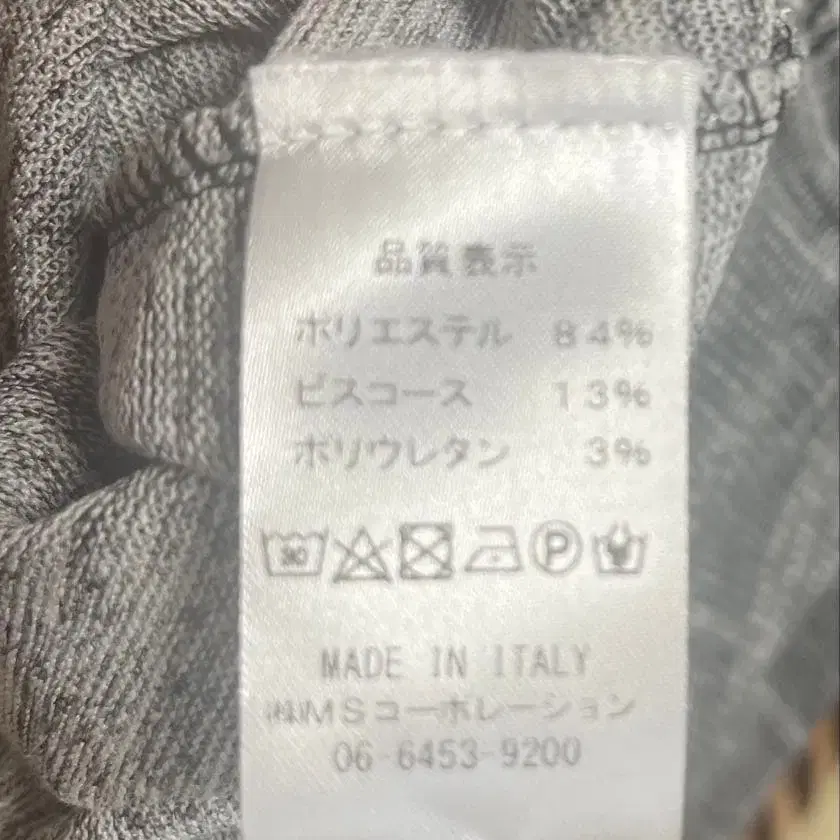 品質表示
ポリエステル 84%
ビスコース 13%
ポリウレタン 3%
30 P
MADE IN ITALY
㈱MSコーポレーション
06-6453-9200